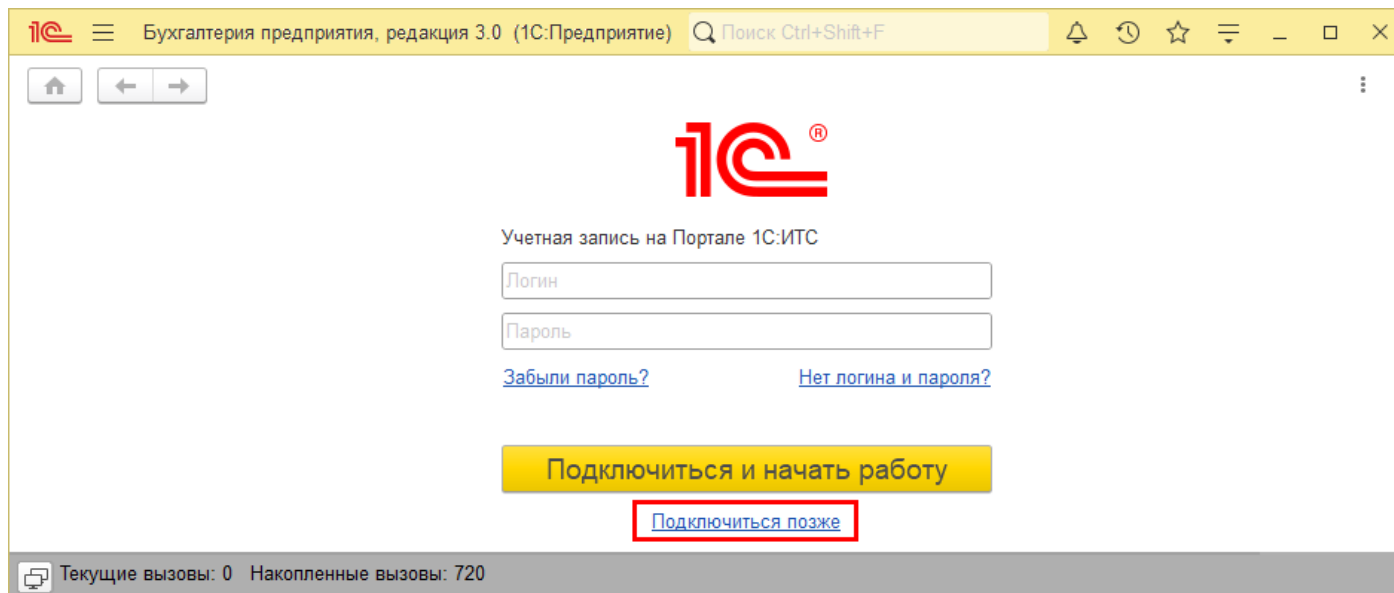 1С Бухгалтерия предприятия, редакция 3.0 (1С:Предприятие) Поиск Ctrl+Shift+F
1С ®
Учетная запись на Портале 1С:ИТС
Логин
Пароль
Забыли пароль? Нет логина и пароля?
Подключиться и начать работу
Подключиться позже
Текущие вызовы: 0 Накопленные вызовы: 720